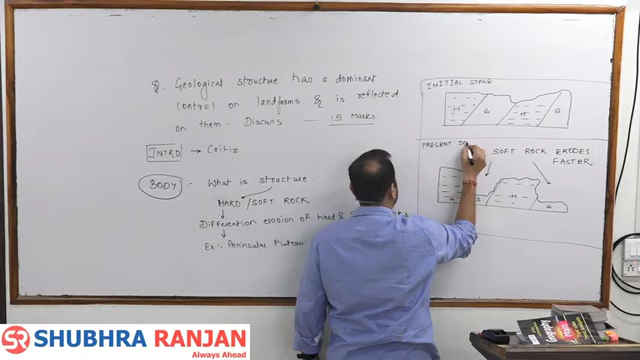 Q. Geological structure has a dominant
control on landforms & is reflected
on them. Discuss — 15 Marks
INTRO → Critiz
BODY: What is structure
HARD / SOFT ROCK
Differention erosion of hard &
Ex:- Peninsular Plateau
INITIAL STAGE
H S H S
PRESENT
SOFT ROCK ERODES
FASTER
H S H S
SR SHUBHRA RANJAN
Always Ahead